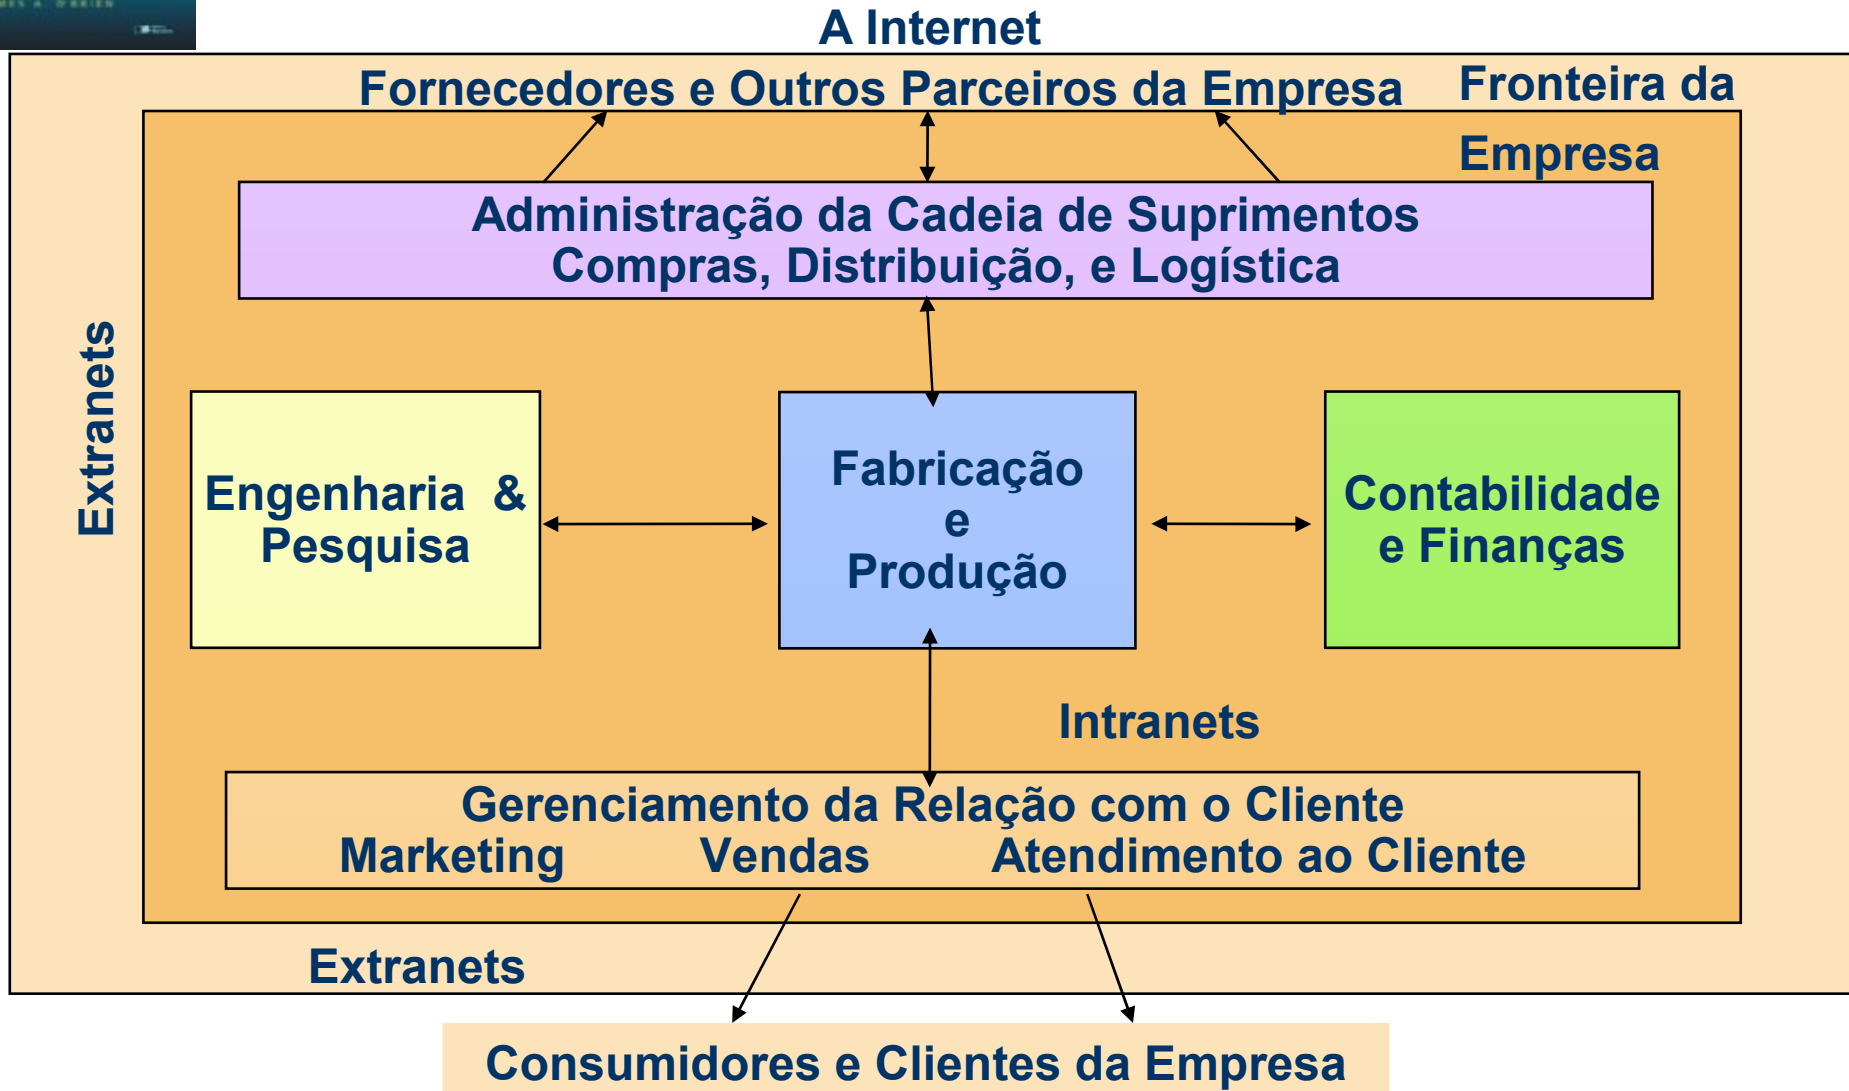 JAMES A. O'BRIEN
A Internet
Fornecedores e Outros Parceiros da Empresa
Fronteira da
Empresa
Administração da Cadeia de Suprimentos
Compras, Distribuição, e Logística
Extranets
Engenharia & 
Pesquisa
Fabricação
e
Produção
Contabilidade
e Finanças
Intranets
Gerenciamento da Relação com o Cliente
Marketing Vendas Atendimento ao Cliente
Extranets
Consumidores e Clientes da Empresa